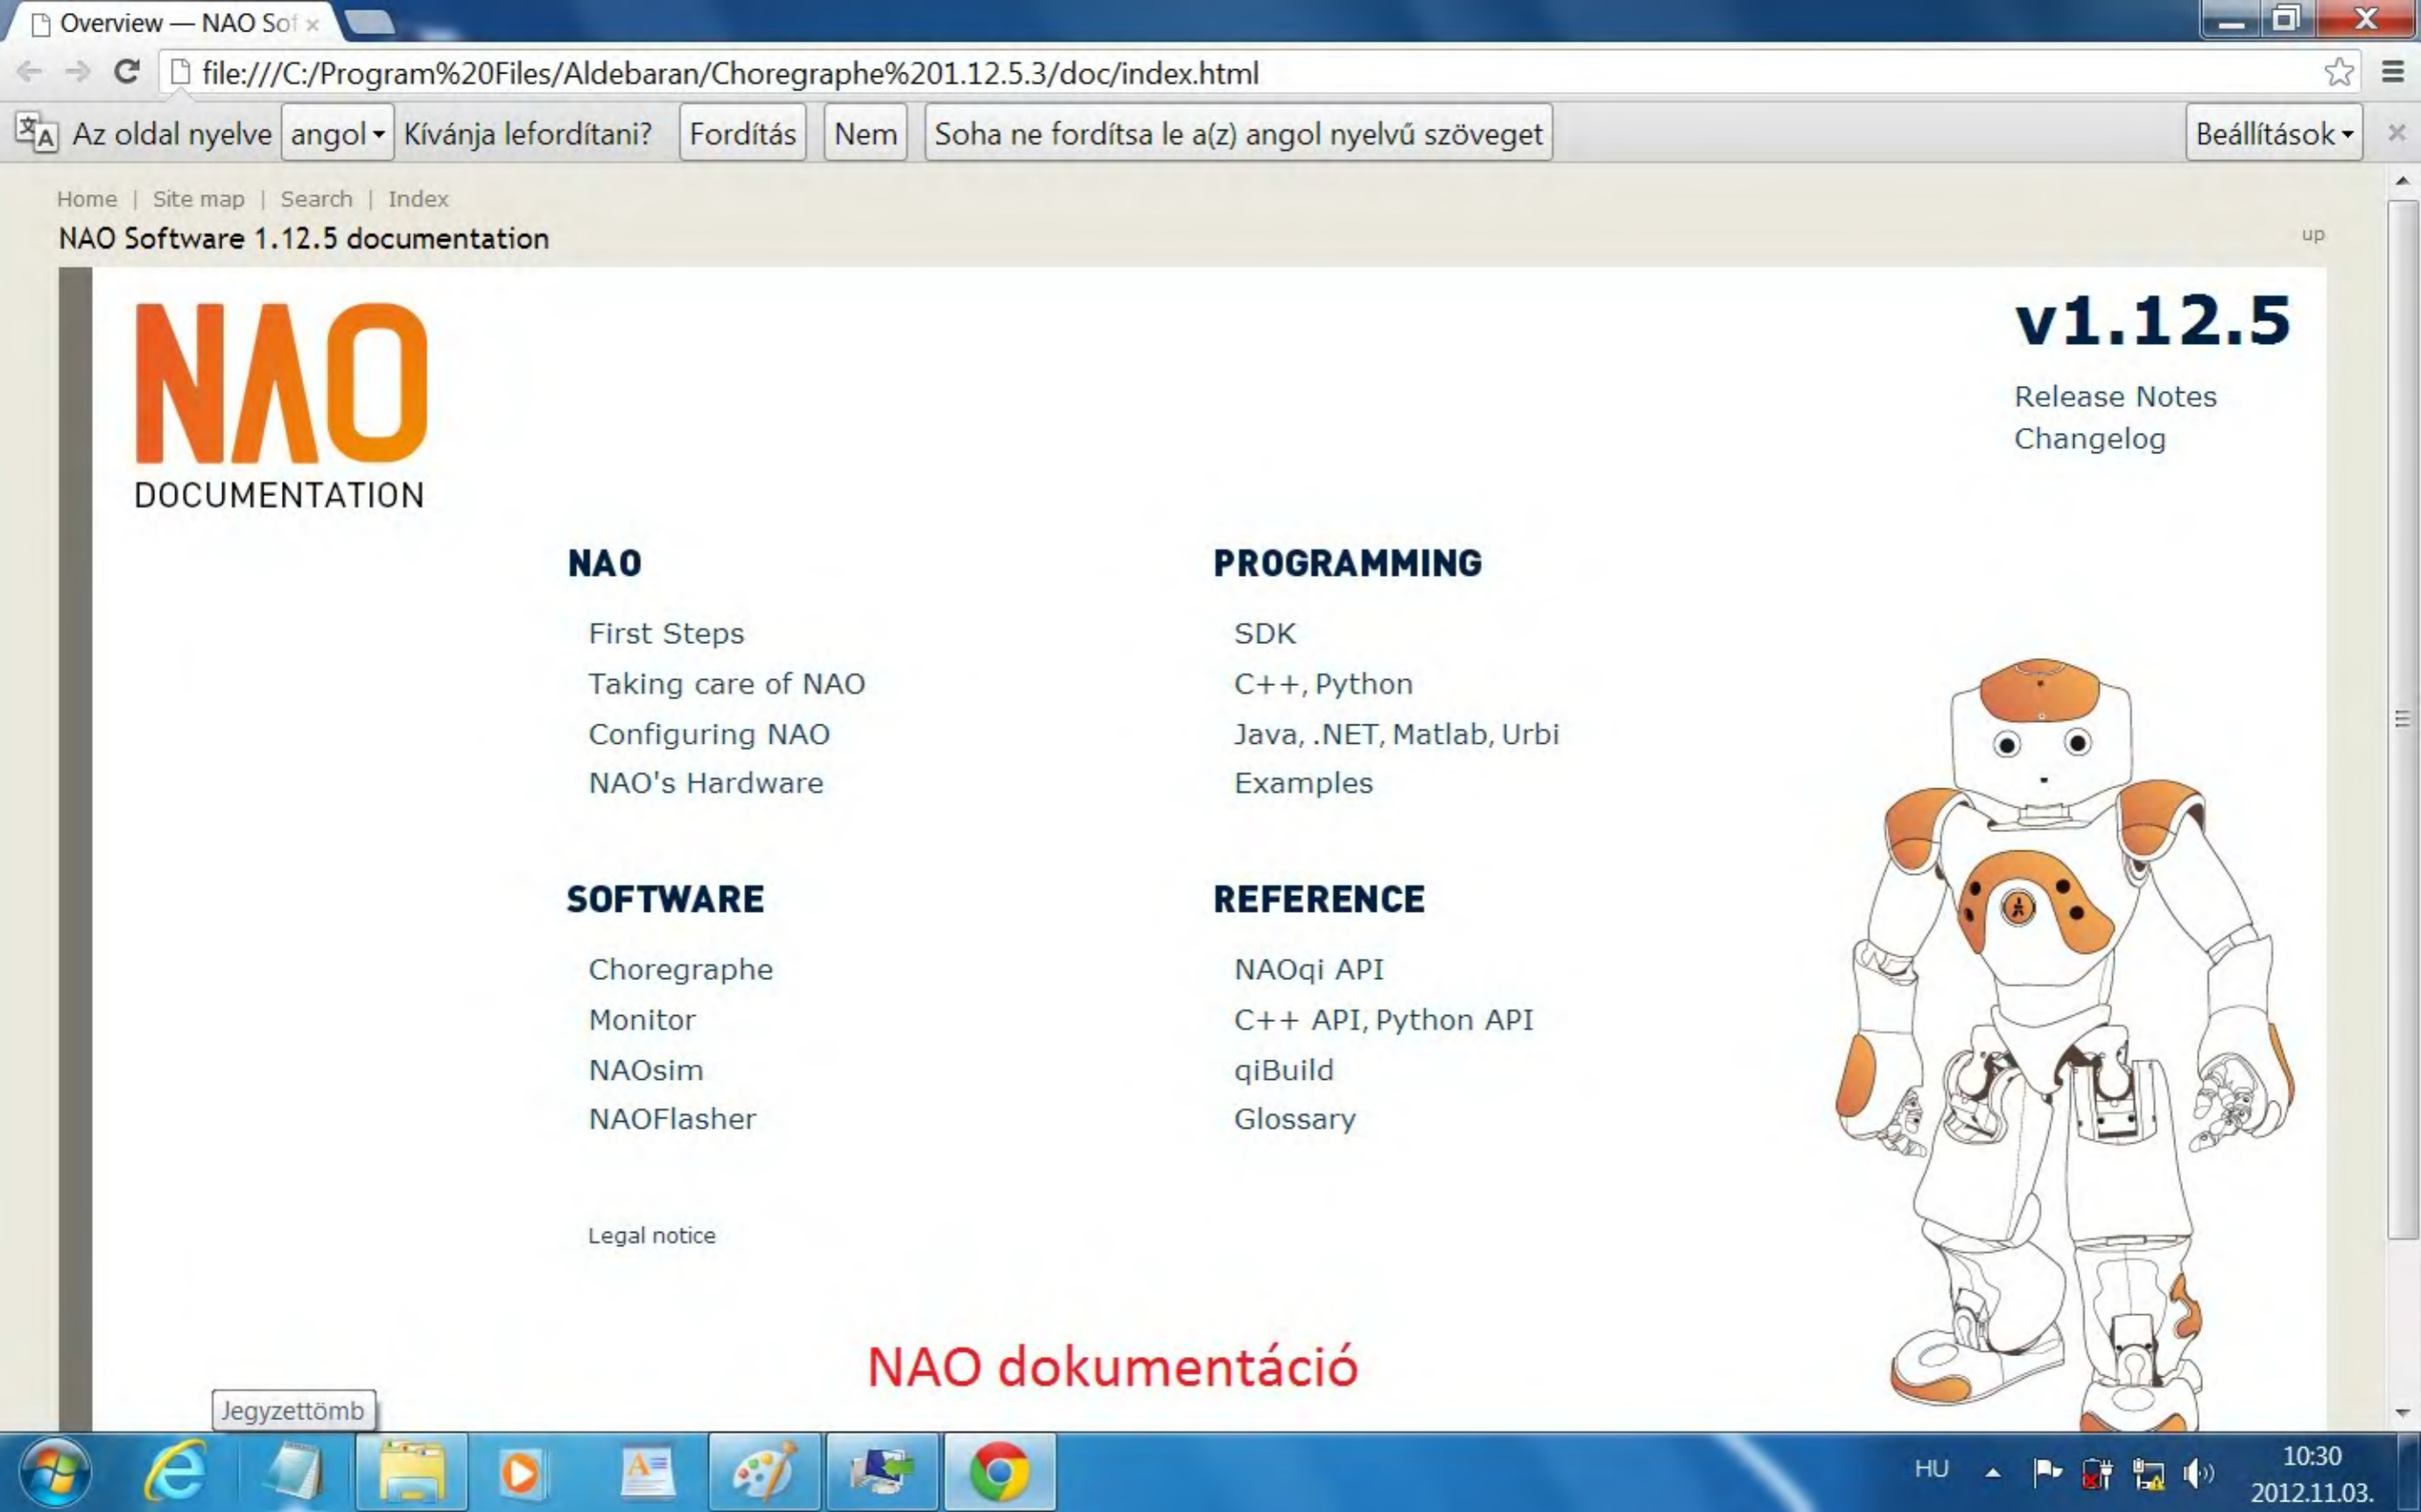 Overview — NAO Sof
file:///C:/Program%20Files/Aldebaran/Choregraphe%201.12.5.3/doc/index.html
Az oldal nyelve angol Kívánja lefordítani? Fordítás Nem Soha ne fordítsa le a(z) angol nyelvű szöveget Beállítások
Home | Site map | Search | Index
NAO Software 1.12.5 documentation
up
NAO
DOCUMENTATION
v1.12.5
Release Notes
Changelog
NAO
First Steps
Taking care of NAO
Configuring NAO
NAO's Hardware
PROGRAMMING
SDK
C++, Python
Java, .NET, Matlab, Urbi
Examples
SOFTWARE
Choregraphe
Monitor
NAOsim
NAOFlasher
REFERENCE
NAOqi API
C++ API, Python API
qiBuild
Glossary
Legal notice
NAO dokumentáció
Jegyzettömb
HU
10:30
2012.11.03.